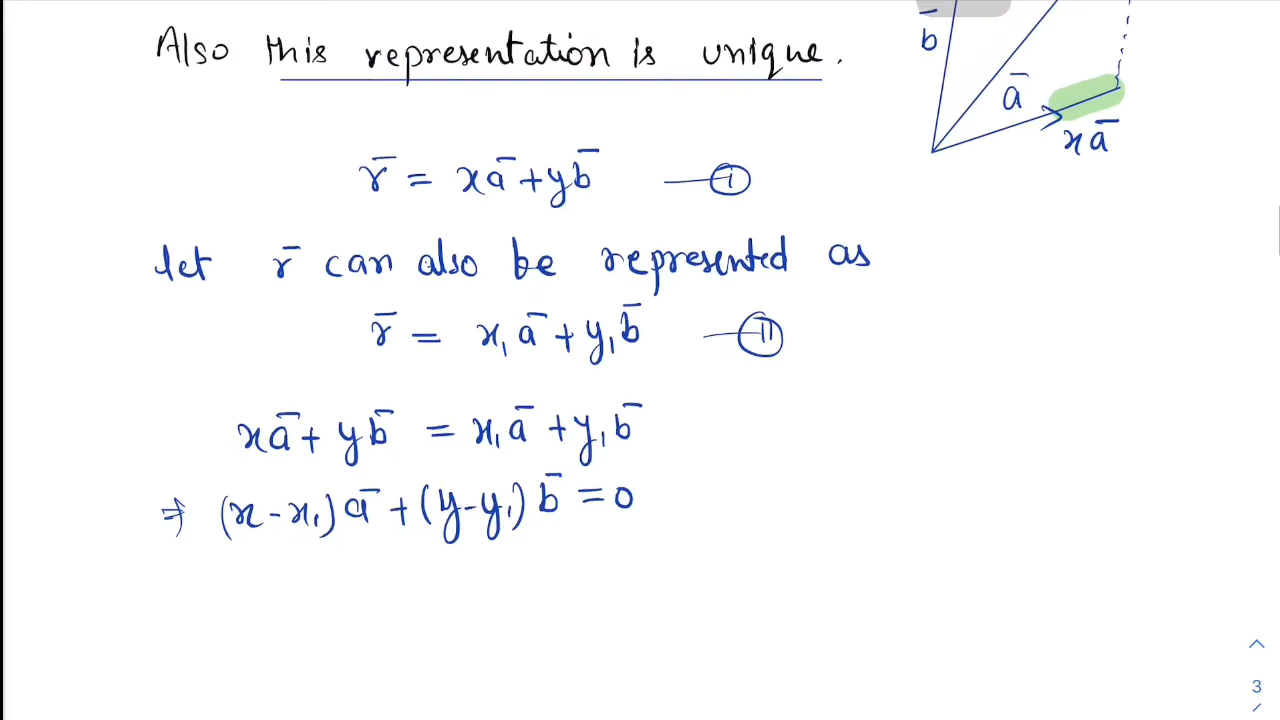 Also this representation is unique.
b̄
ā
xā
r̄ = xā + yb̄ — Ⓘ
let r̄ can also be represented as
r̄ = x₁ā + y₁b̄ — Ⅱ
xā + yb̄ = x₁ā + y₁b̄
⇒ (x - x₁)ā + (y - y₁)b̄ = 0
3